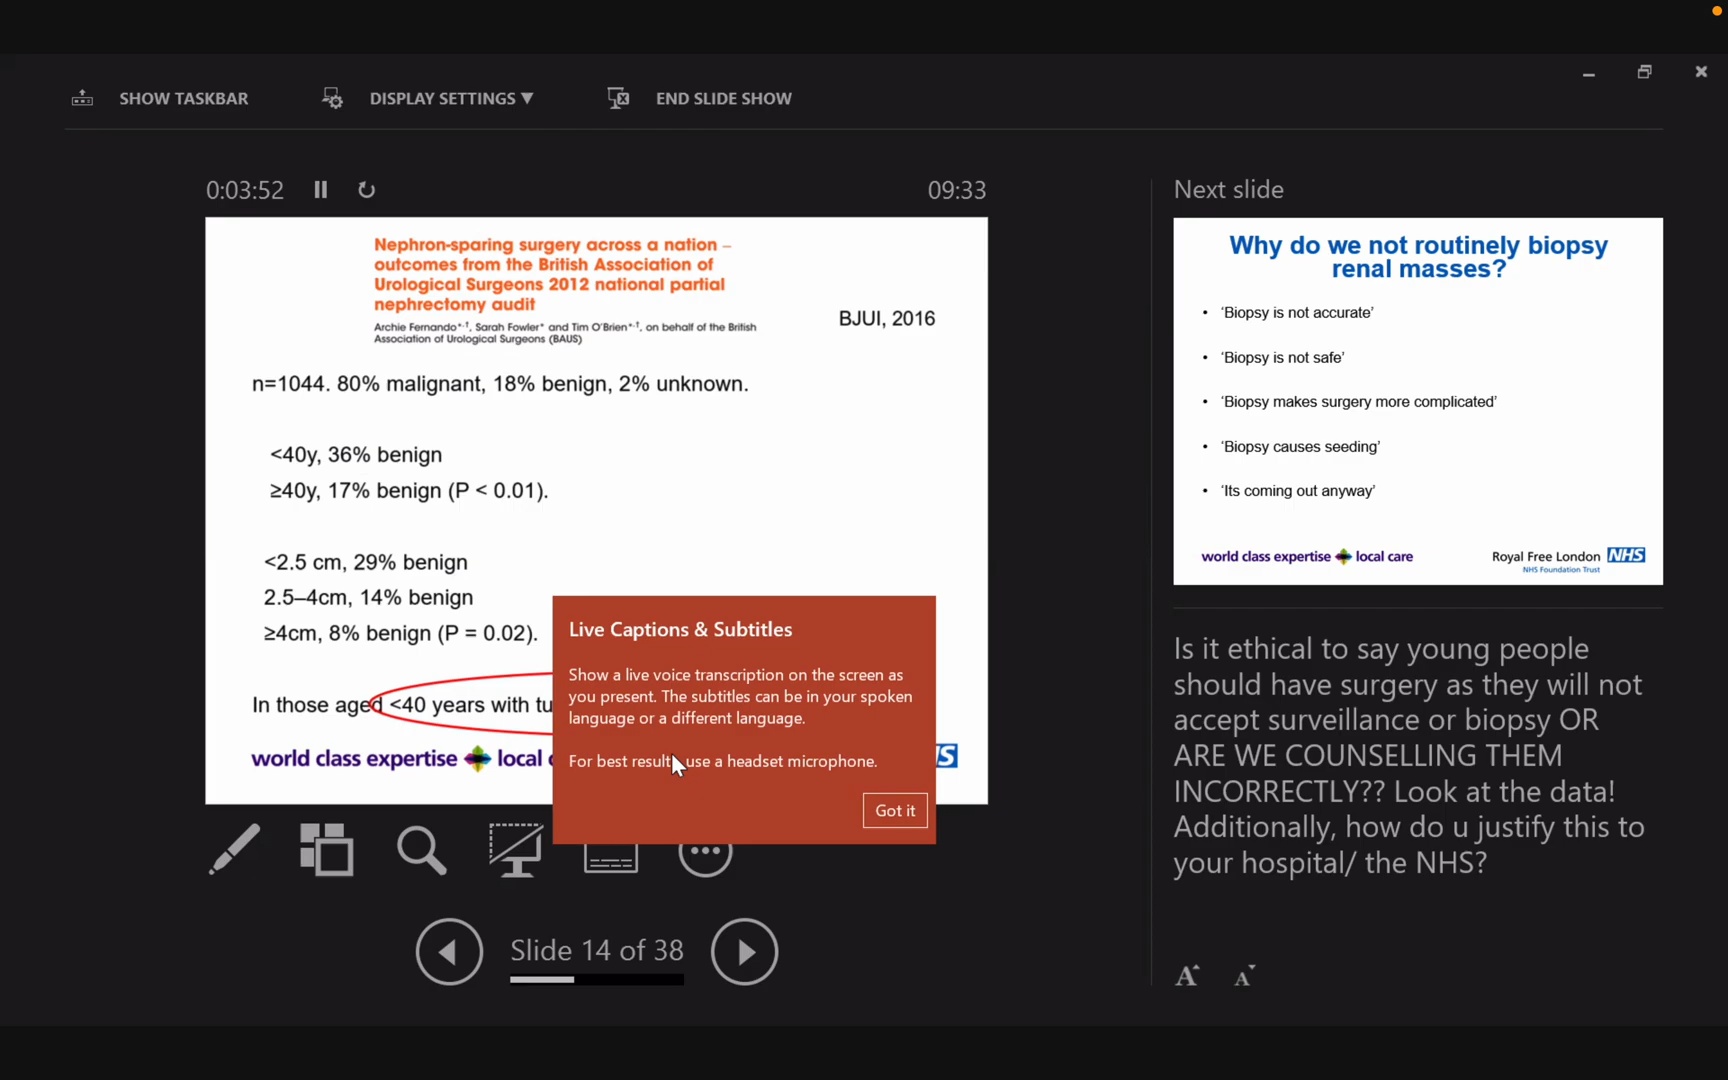 SHOW TASKBAR
DISPLAY SETTINGS ▼
END SLIDE SHOW
0:03:52
09:33
Nephron-sparing surgery across a nation –
outcomes from the British Association of
Urological Surgeons 2012 national partial
nephrectomy audit
Archie Fernando*,†, Sarah Fowler* and Tim O'Brien*,†, on behalf of the British
Association of Urological Surgeons (BAUS)
BJUI, 2016
n=1044. 80% malignant, 18% benign, 2% unknown.
<40y, 36% benign
≥40y, 17% benign (P < 0.01).
<2.5 cm, 29% benign
2.5–4cm, 14% benign
≥4cm, 8% benign (P = 0.02).
In those aged <40 years with tu
world class expertise local c
S
Live Captions & Subtitles
Show a live voice transcription on the screen as
you present. The subtitles can be in your spoken
language or a different language.
For best result use a headset microphone.
Got it
Slide 14 of 38
Next slide
Why do we not routinely biopsy
renal masses?
• ‘Biopsy is not accurate’
• ‘Biopsy is not safe’
• ‘Biopsy makes surgery more complicated’
• ‘Biopsy causes seeding’
• ‘Its coming out anyway’
world class expertise local care
Royal Free London NHS
NHS Foundation Trust
Is it ethical to say young people
should have surgery as they will not
accept surveillance or biopsy OR
ARE WE COUNSELLING THEM
INCORRECTLY?? Look at the data!
Additionally, how do u justify this to
your hospital/ the NHS?
A A